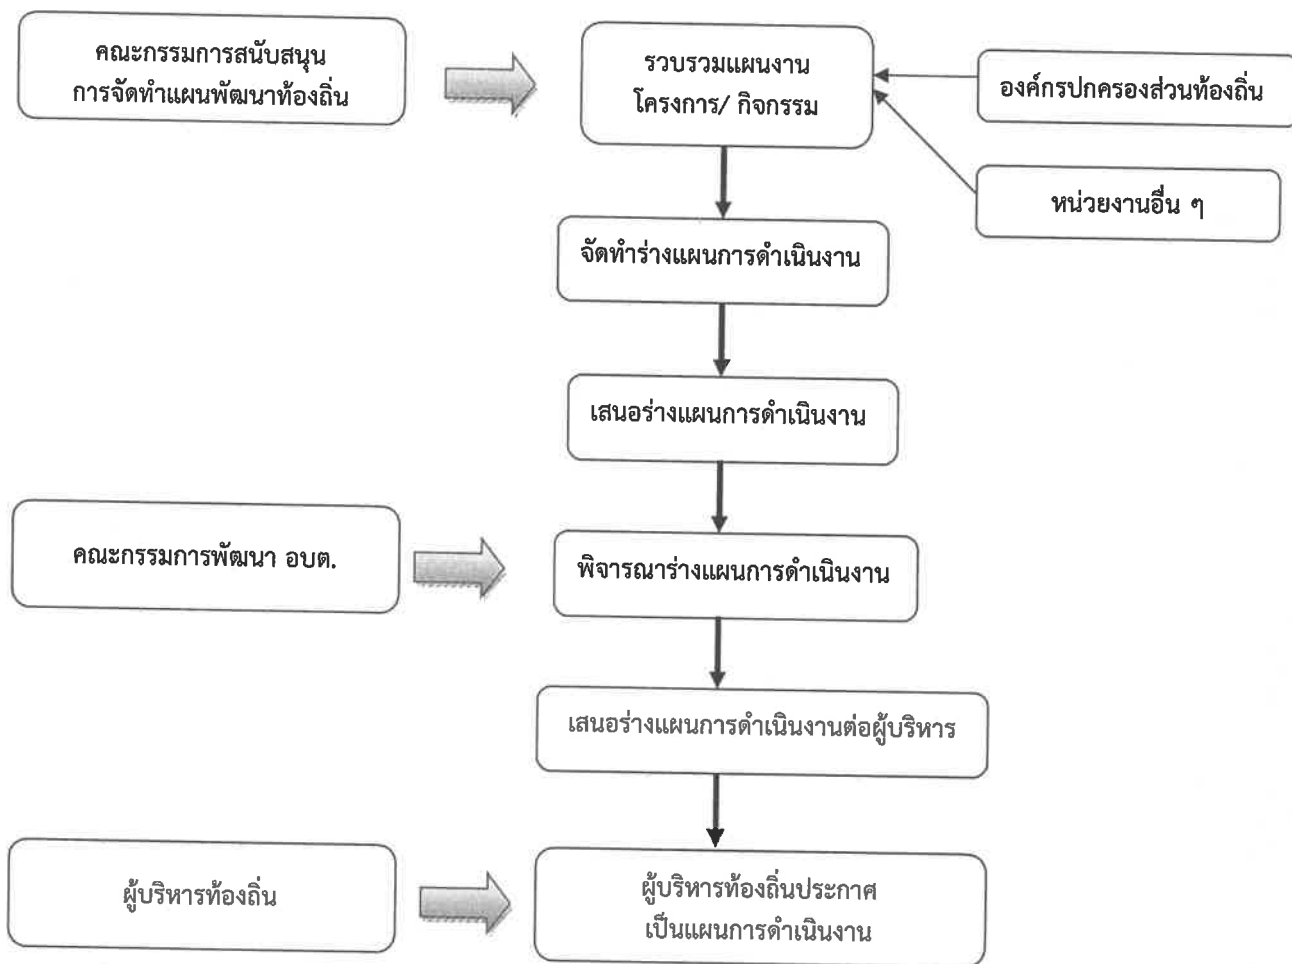 คณะกรรมการสนับสนุน
การจัดทำแผนพัฒนาท้องถิ่น
รวบรวมแผนงาน
โครงการ/ กิจกรรม
องค์กรปกครองส่วนท้องถิ่น
หน่วยงานอื่น ๆ
จัดทำร่างแผนการดำเนินงาน
เสนอร่างแผนการดำเนินงาน
คณะกรรมการพัฒนา อบต.
พิจารณาร่างแผนการดำเนินงาน
เสนอร่างแผนการดำเนินงานต่อผู้บริหาร
ผู้บริหารท้องถิ่น
ผู้บริหารท้องถิ่นประกาศ
เป็นแผนการดำเนินงาน